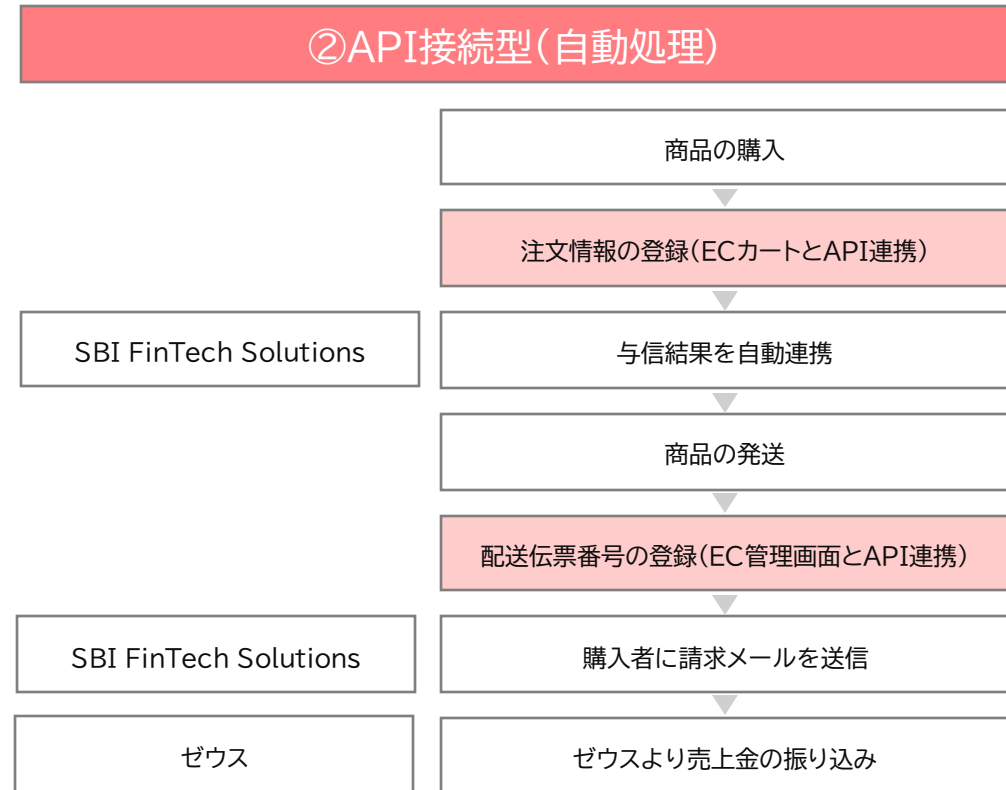 ②API接続型(自動処理)
商品の購入
注文情報の登録(ECカートとAPI連携)
SBI FinTech Solutions
与信結果を自動連携
商品の発送
配送伝票番号の登録(EC管理画面とAPI連携)
SBI FinTech Solutions
購入者に請求メールを送信
ゼウス
ゼウスより売上金の振り込み